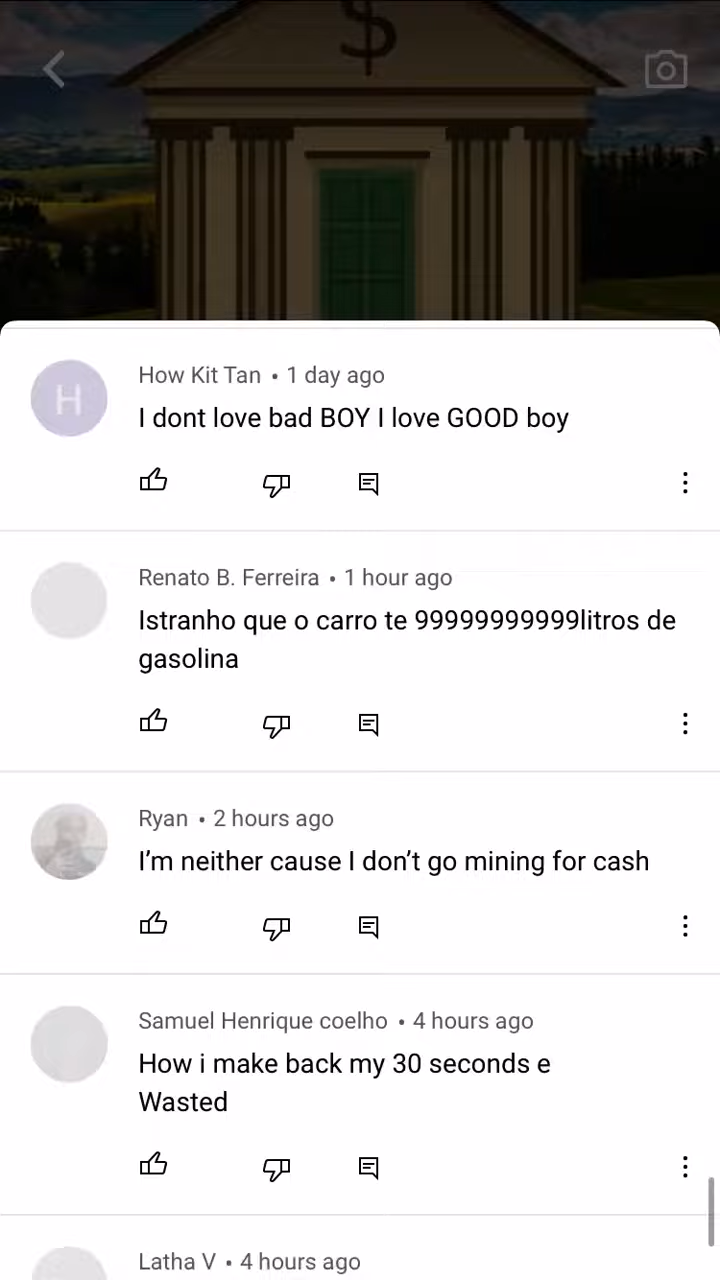 $
How Kit Tan • 1 day ago
I dont love bad BOY I love GOOD boy
Renato B. Ferreira • 1 hour ago
Istranho que o carro te 99999999999litros de
gasolina
Ryan • 2 hours ago
I’m neither cause I don’t go mining for cash
Samuel Henrique coelho • 4 hours ago
How i make back my 30 seconds e
Wasted
Latha V • 4 hours ago
H